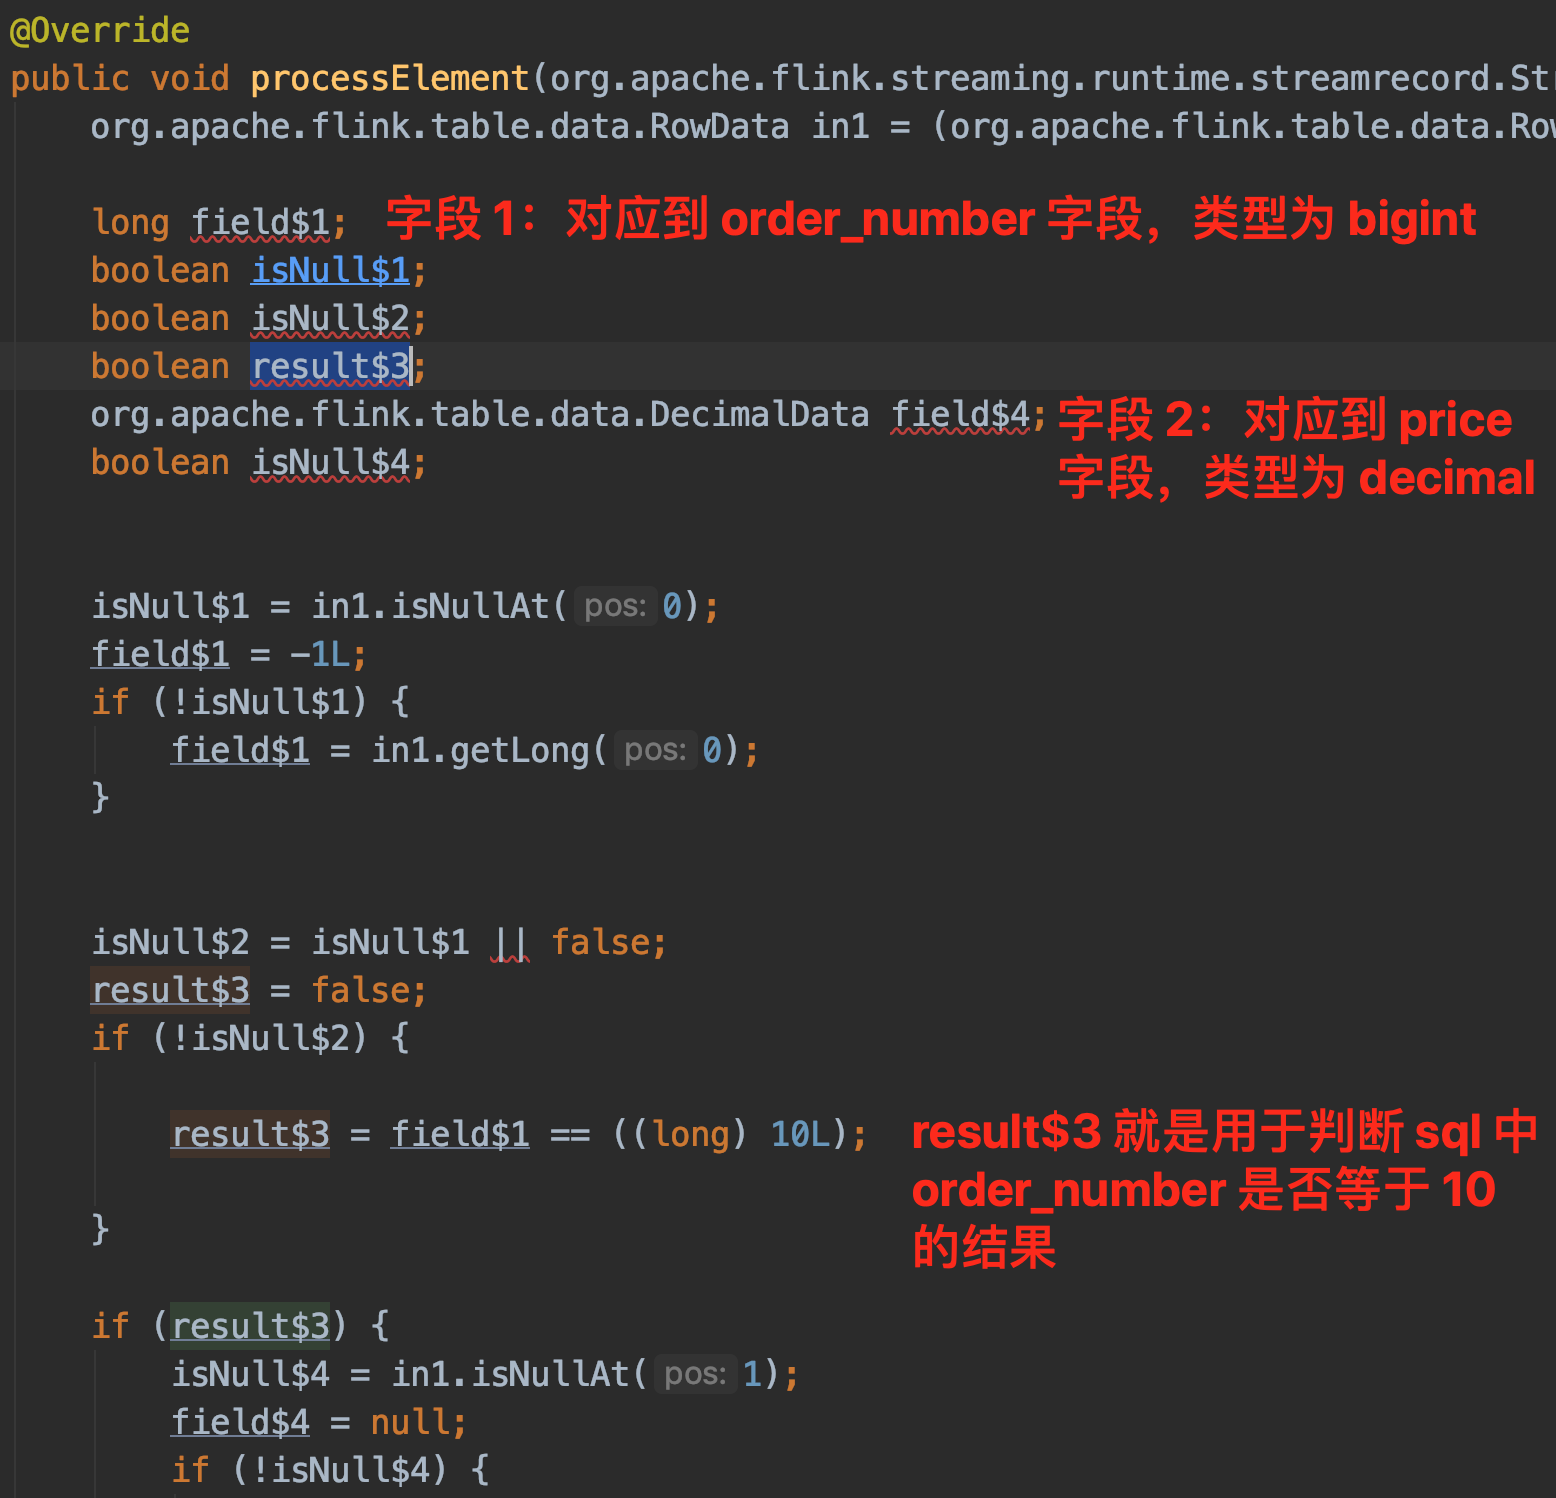 @Override
public void processElement(org.apache.flink.streaming.runtime.streamrecord.Str
org.apache.flink.table.data.RowData in1 = (org.apache.flink.table.data.Row
long field$1; 字段 1：对应到 order_number 字段，类型为 bigint
boolean isNull$1;
boolean isNull$2;
boolean result$3;
org.apache.flink.table.data.DecimalData field$4; 字段 2：对应到 price
boolean isNull$4; 字段，类型为 decimal
isNull$1 = in1.isNullAt( pos: 0);
field$1 = -1L;
if (!isNull$1) {
field$1 = in1.getLong( pos: 0);
}
isNull$2 = isNull$1 || false;
result$3 = false;
if (!isNull$2) {
result$3 = field$1 == ((long) 10L); result$3 就是用于判断 sql 中
order_number 是否等于 10
}
的结果
if (result$3) {
isNull$4 = in1.isNullAt( pos: 1);
field$4 = null;
if (!isNull$4) {